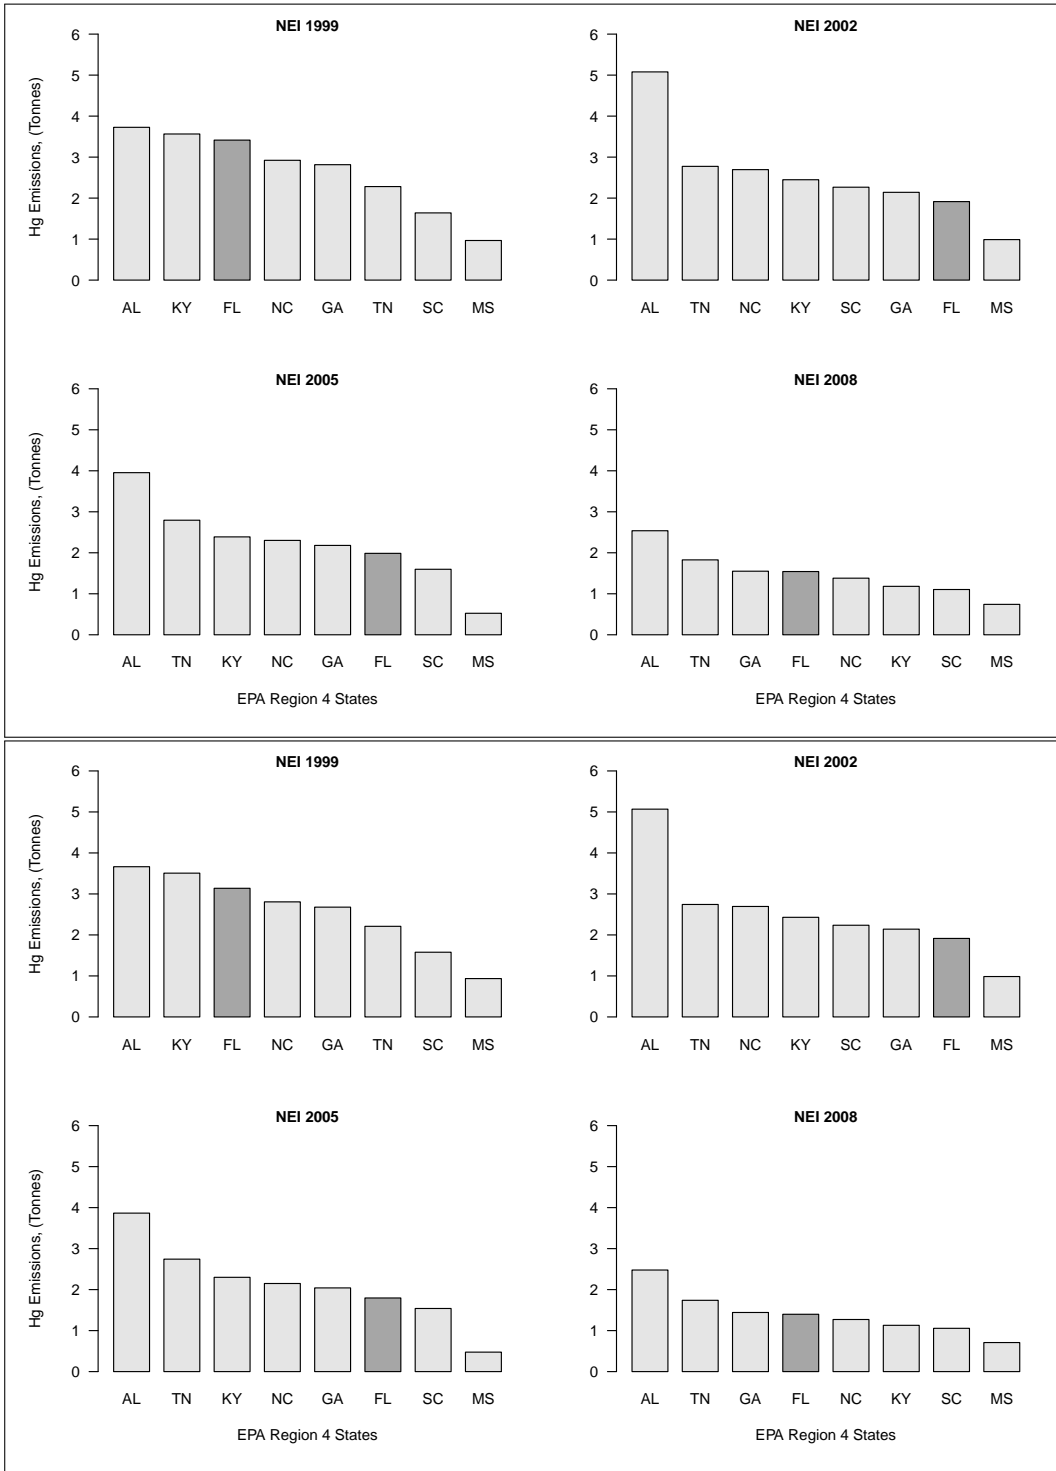 NEI 1999
Hg Emissions, (Tonnes)
6
5
4
3
2
1
0
AL KY FL NC GA TN SC MS
NEI 2002
6
5
4
3
2
1
0
AL TN NC KY SC GA FL MS
NEI 2005
Hg Emissions, (Tonnes)
6
5
4
3
2
1
0
AL TN KY NC GA FL SC MS
EPA Region 4 States
NEI 2008
6
5
4
3
2
1
0
AL TN GA FL NC KY SC MS
EPA Region 4 States
NEI 1999
Hg Emissions, (Tonnes)
6
5
4
3
2
1
0
AL KY FL NC GA TN SC MS
NEI 2002
6
5
4
3
2
1
0
AL TN NC KY SC GA FL MS
NEI 2005
Hg Emissions, (Tonnes)
6
5
4
3
2
1
0
AL TN KY NC GA FL SC MS
EPA Region 4 States
NEI 2008
6
5
4
3
2
1
0
AL TN GA FL NC KY SC MS
EPA Region 4 States